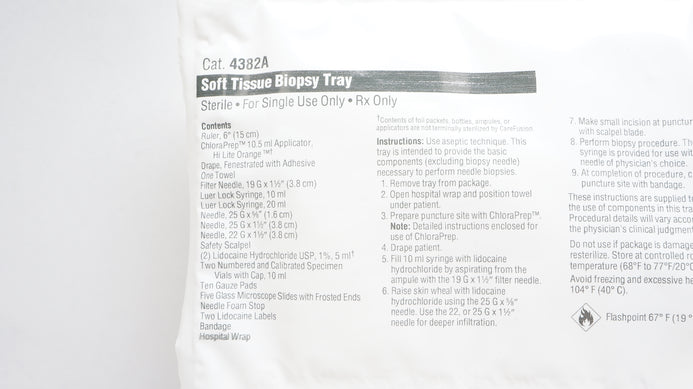 Cat. 4382A
Soft Tissue Biopsy Tray
Sterile • For Single Use Only • Rx Only
Contents
Ruler, 6" (15 cm)
ChloraPrep™ 10.5 ml Applicator,
Hi Lite Orange™†
Drape, Fenestrated with Adhesive
One Towel
Filter Needle, 19 G x 1½" (3.8 cm)
Luer Lock Syringe, 10 ml
Luer Lock Syringe, 20 ml
Needle, 25 G x ⅝" (1.6 cm)
Needle, 25 G x 1½" (3.8 cm)
Needle, 22 G x 1½" (3.8 cm)
Safety Scalpel
(2) Lidocaine Hydrochloride USP, 1%, 5 ml†
Two Numbered and Calibrated Specimen
Vials with Cap, 10 ml
Ten Gauze Pads
Five Glass Microscope Slides with Frosted Ends
Needle Foam Stop
Two Lidocaine Labels
Bandage
Hospital Wrap
†Contents of foil packets, bottles, ampules, or
applicators are not terminally sterilized by CareFusion.
Instructions: Use aseptic technique. This
tray is intended to provide the basic
components (excluding biopsy needle)
necessary to perform needle biopsies.
1. Remove tray from package.
2. Open hospital wrap and position towel
under patient.
3. Prepare puncture site with ChloraPrep™.
Note: Detailed instructions enclosed for
use of ChloraPrep.
4. Drape patient.
5. Fill 10 ml syringe with lidocaine
hydrochloride by aspirating from the
ampule with the 19 G x 1½" filter needle.
6. Raise skin wheal with lidocaine
hydrochloride using the 25 G x ⅝"
needle. Use the 22, or 25 G x 1½"
needle for deeper infiltration.
7. Make small incision at punctur
with scalpel blade.
8. Perform biopsy procedure. Th
syringe is provided for use wit
needle of physician's choice.
9. At completion of procedure, c
puncture site with bandage.
These instructions are supplied t
the use of components in this tra
Procedural details will vary accor
the physician's clinical judgment
Do not use if package is damage
resterilize. Store at controlled ro
temperature (68°F to 77°F/20°C
Avoid freezing and excessive he
104° F (40° C).
Flashpoint 67° F (19 °